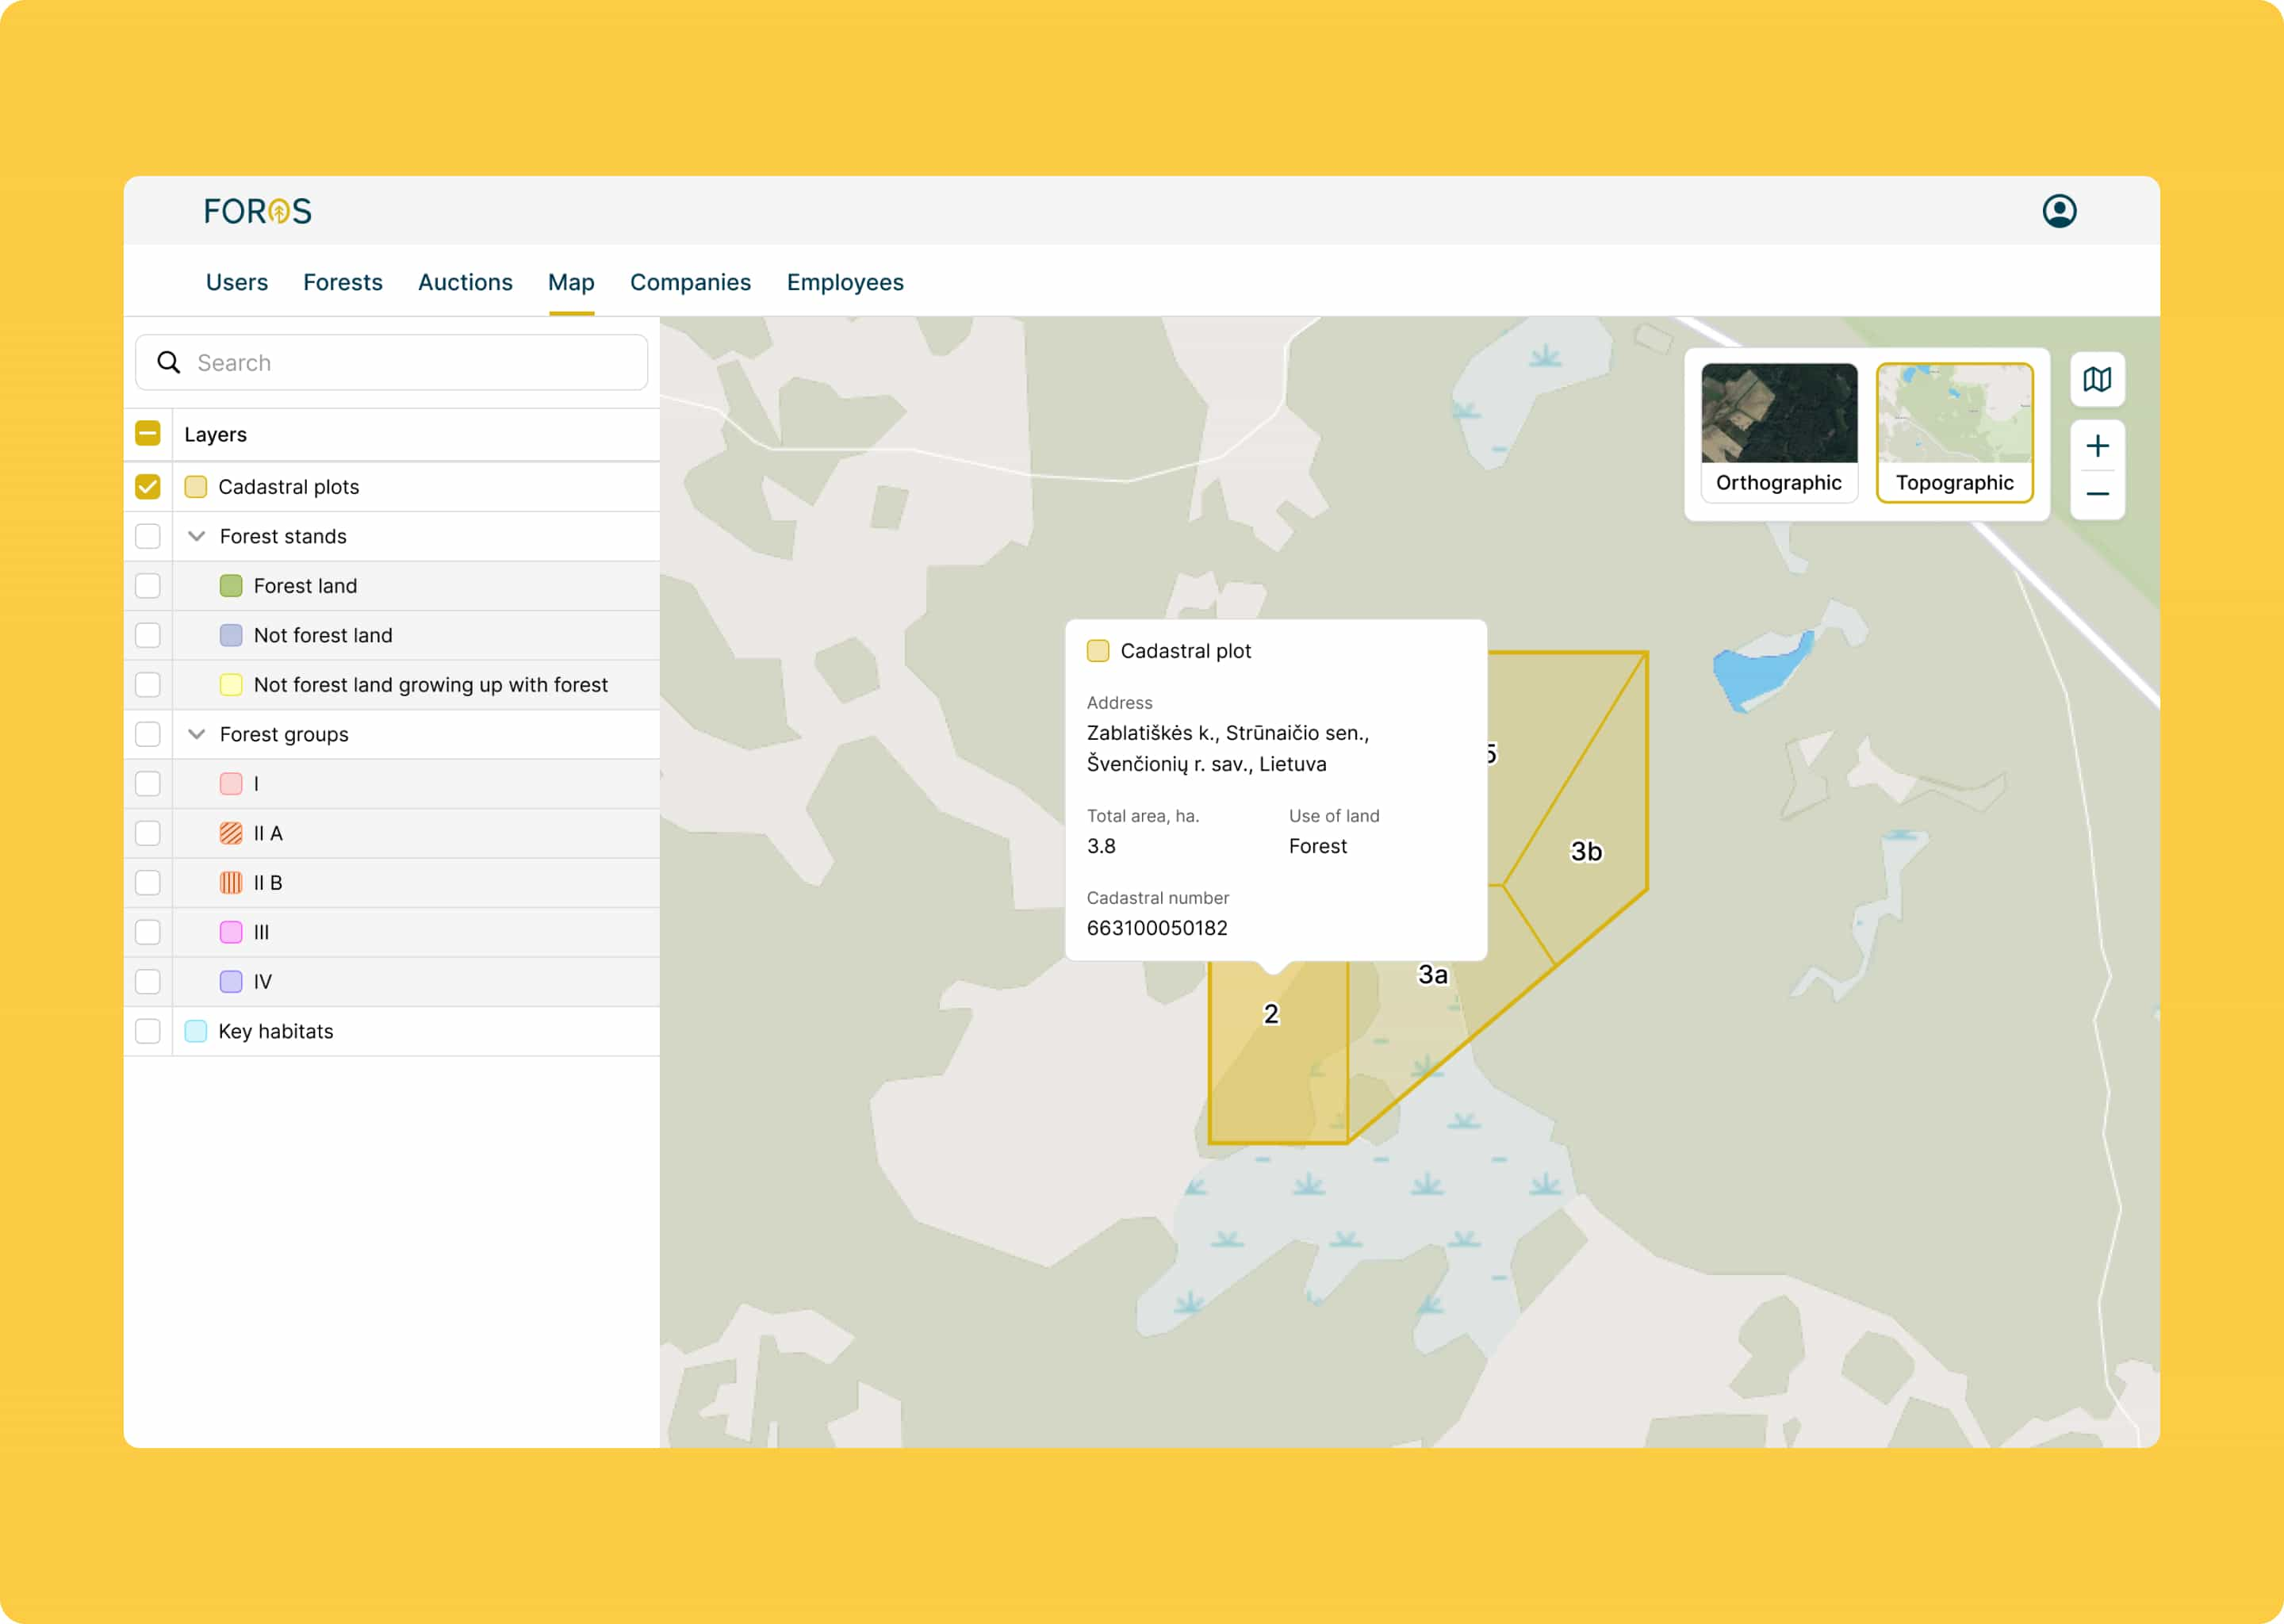 FOROS
Users Forests Auctions Map Companies Employees
Search
Layers
Cadastral plots
Forest stands
Forest land
Not forest land
Not forest land growing up with forest
Forest groups
I
II A
II B
III
IV
Key habitats
Orthographic Topographic
Cadastral plot
Address
Zablatiškės k., Strūnaičio sen.,
Švenčionių r. sav., Lietuva
Total area, ha. Use of land
3.8 Forest
Cadastral number
663100050182
5
3b
3a
2